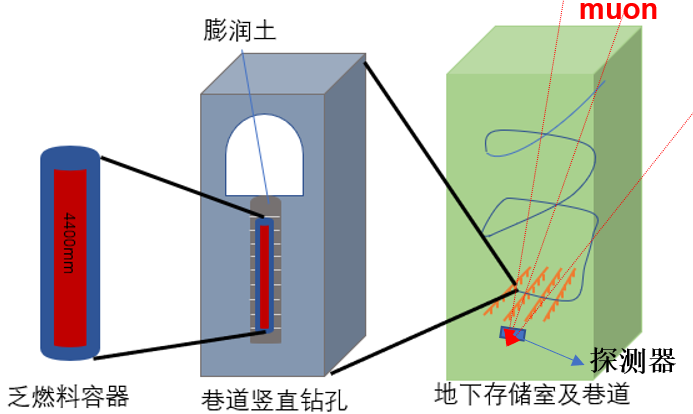 muon
膨润土
4400mm
探测器
乏燃料容器
巷道竖直钻孔
地下存储室及巷道